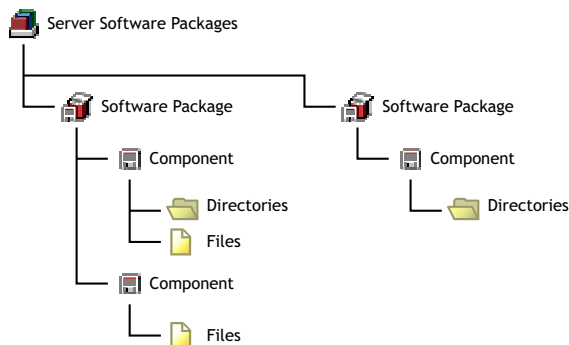 Server Software Packages
Software Package
Software Package
Component
Component
Directories
Directories
Files
Component
Files